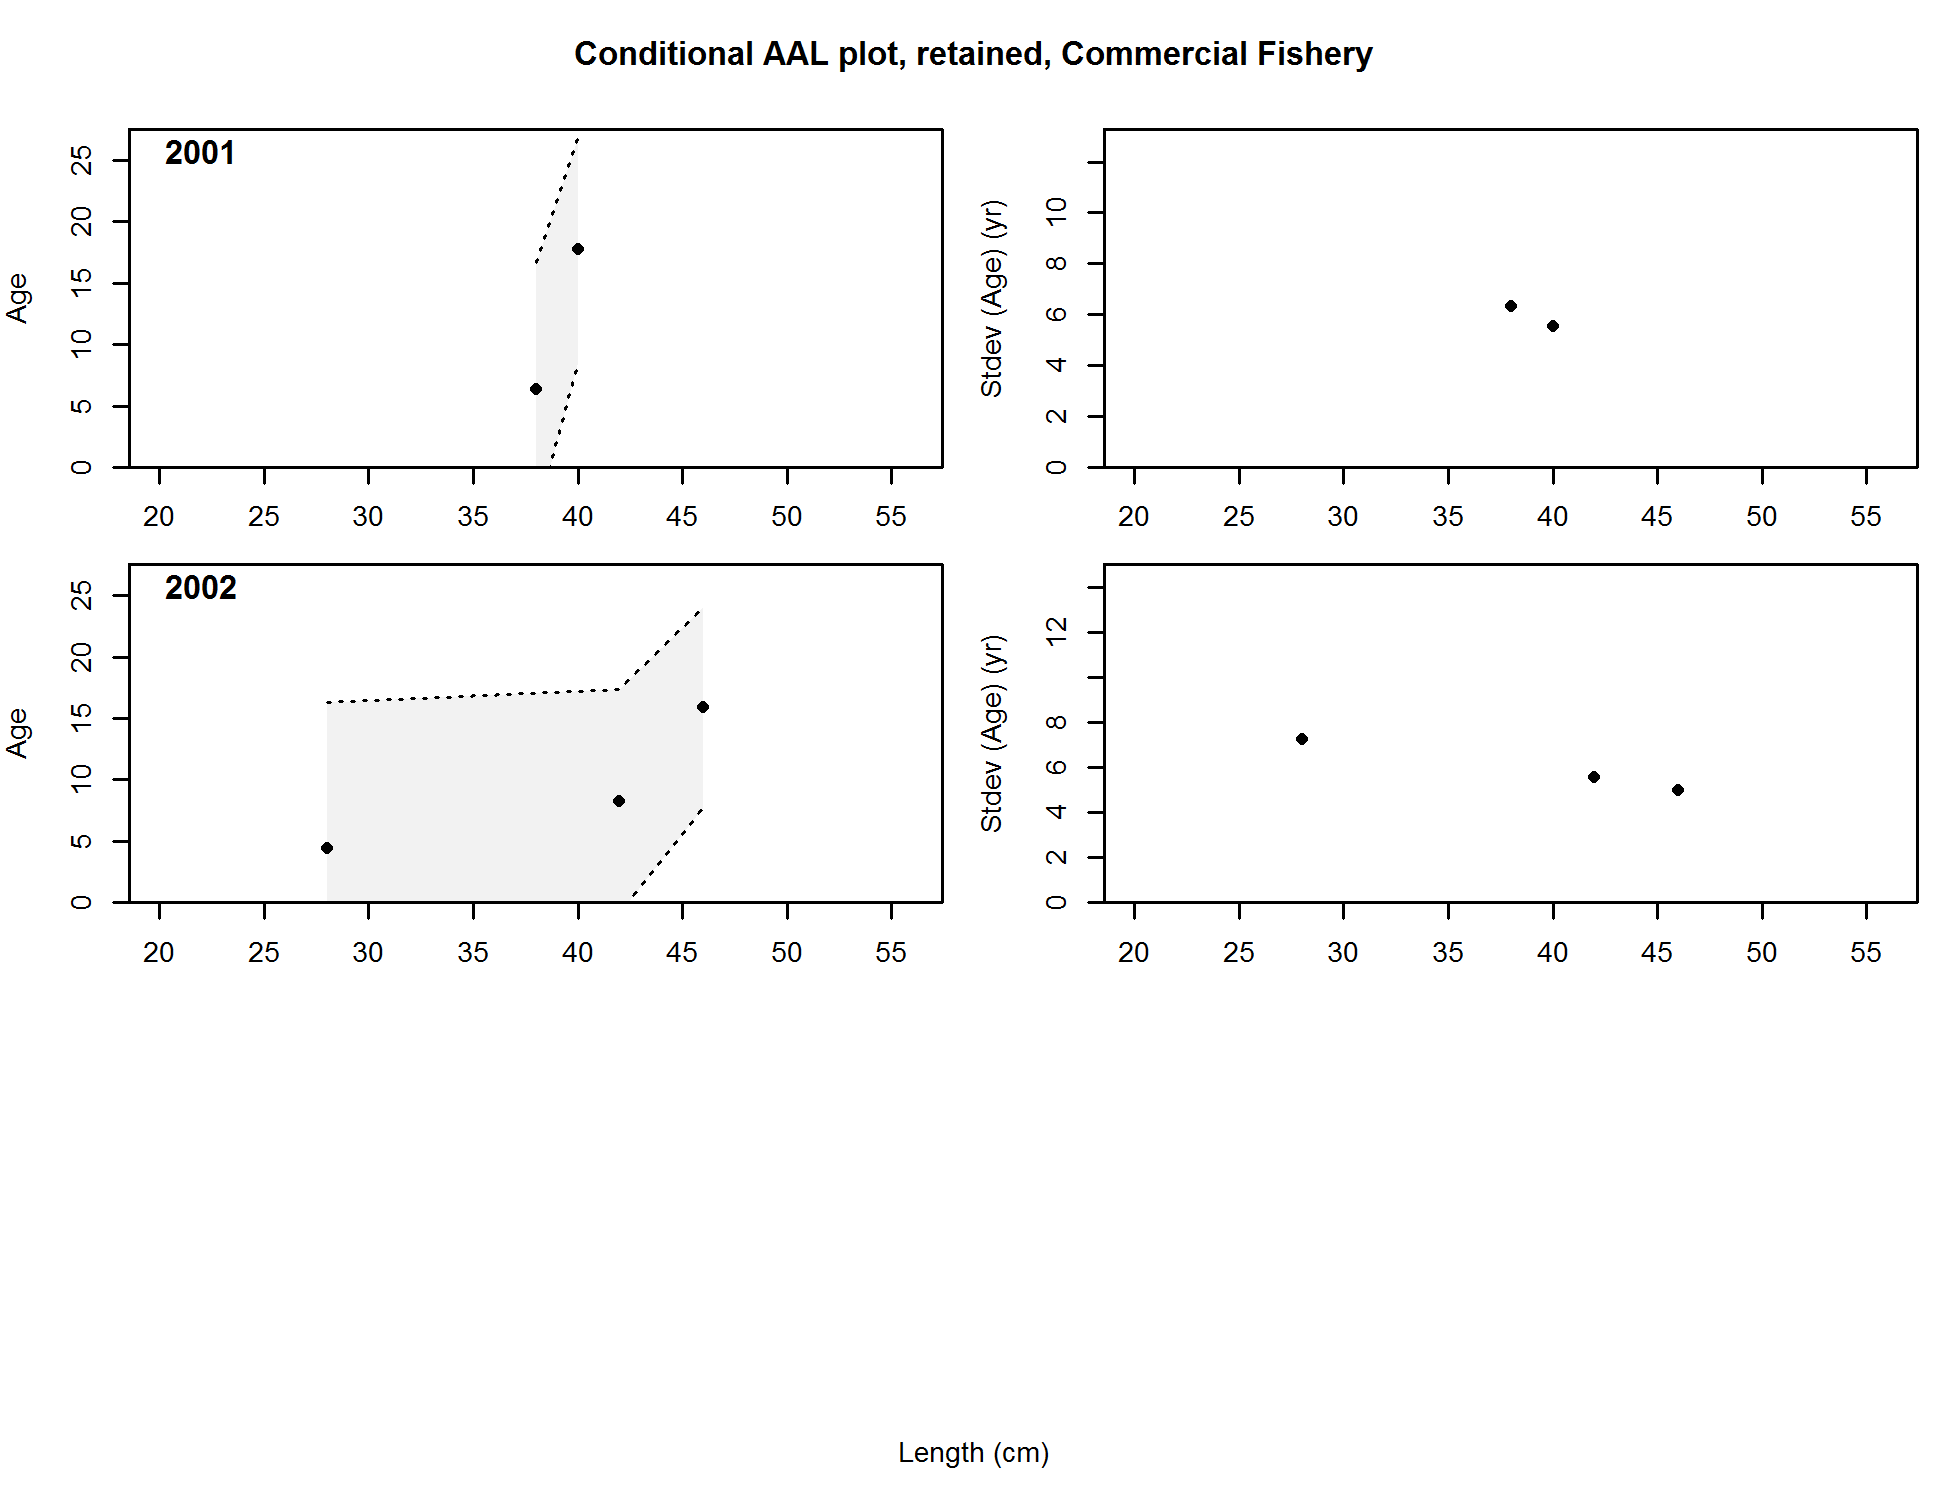 Conditional AAL plot, retained, Commercial Fishery
2001
Age
0 5 10 15 20 25
20 25 30 35 40 45 50 55
Stdev (Age) (yr)
0 2 4 6 8 10
20 25 30 35 40 45 50 55
2002
Age
0 5 10 15 20 25
20 25 30 35 40 45 50 55
Stdev (Age) (yr)
0 2 4 6 8 12
20 25 30 35 40 45 50 55
Length (cm)